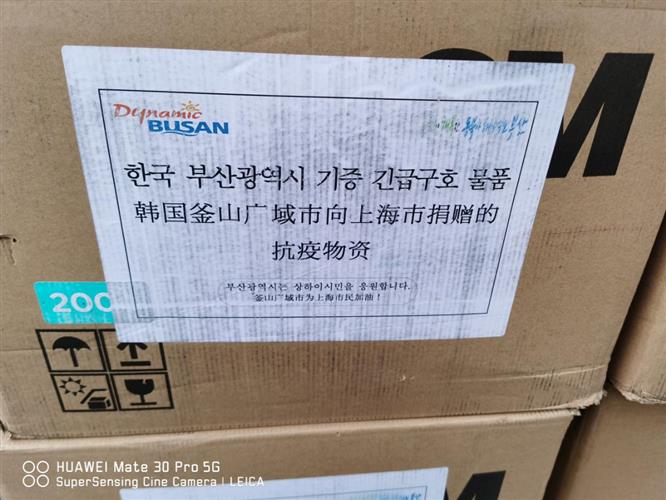 M
Dynamic
BUSAN
부산
한국 부산광역시 기증 긴급구호 물품
韩国釜山广域市向上海市捐赠的
抗疫物资
부산광역시는 상하이시민을 응원합니다.
釜山广域市为上海市民加油！
200
HUAWEI Mate 30 Pro 5G
SuperSensing Cine Camera | LEICA